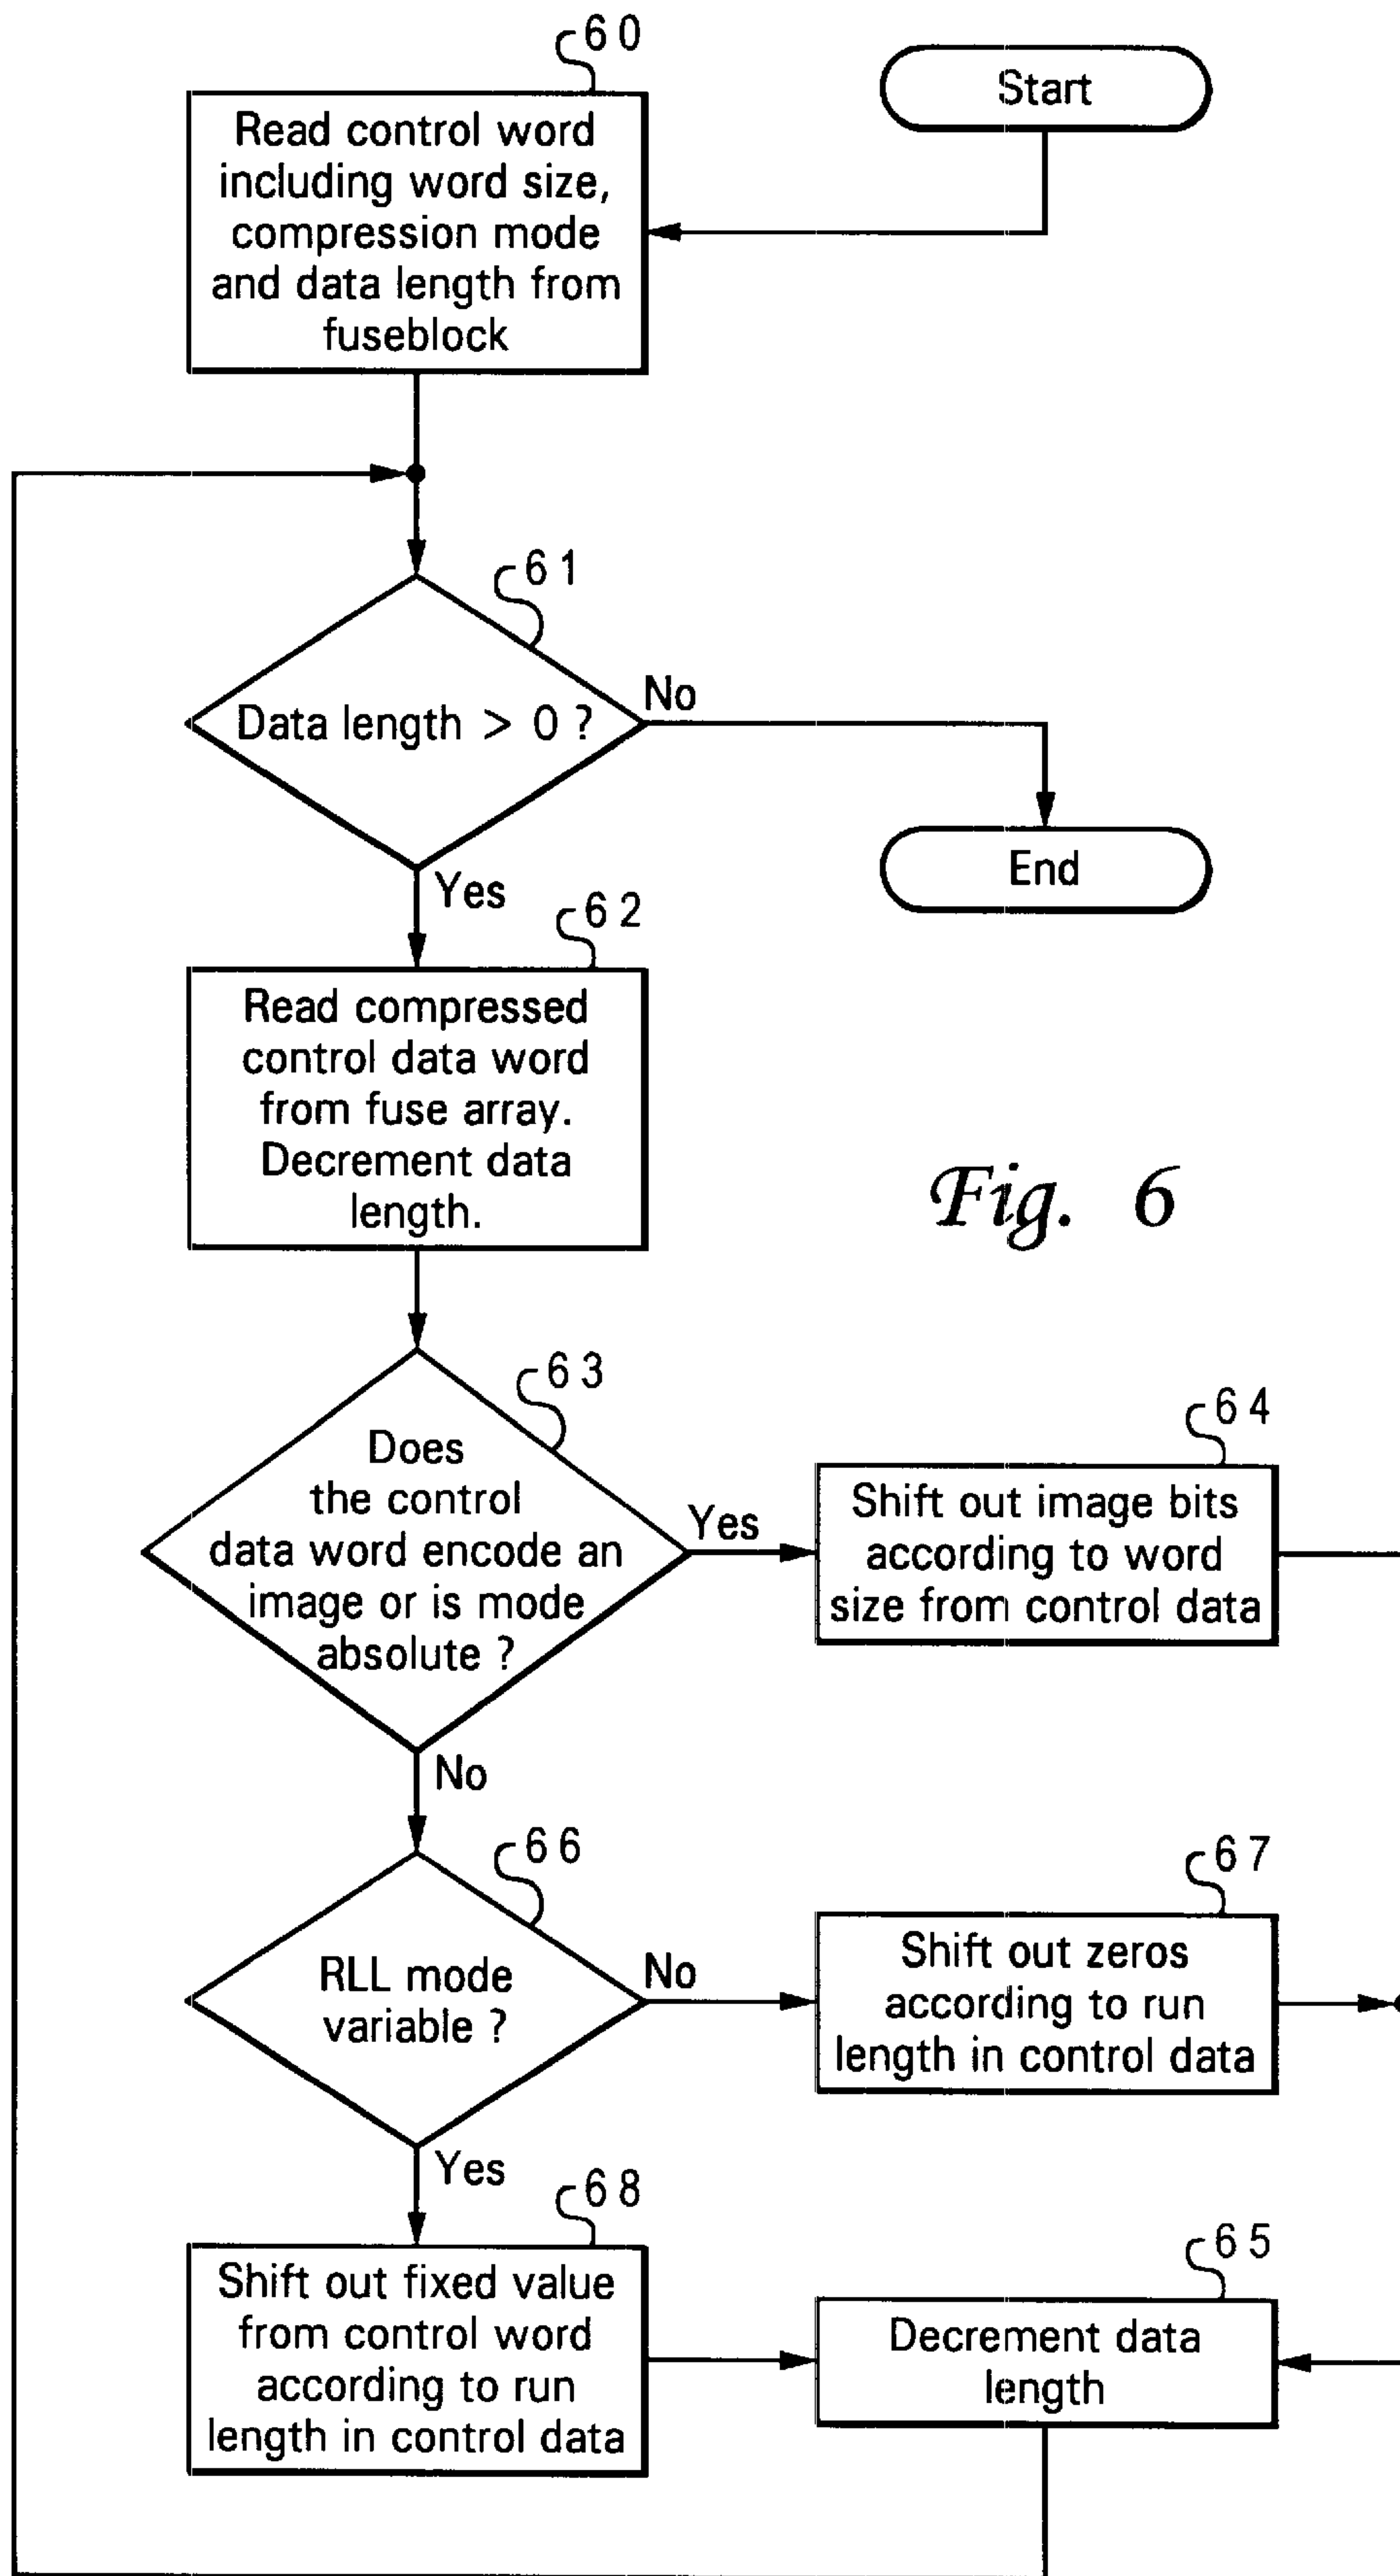 60
Start
Read control word
including word size,
compression mode
and data length from
fuseblock
61
Data length > 0 ?
No
Yes
End
62
Read compressed
control data word
from fuse array.
Decrement data
length.
Fig. 6
63
Does
the control
data word encode an
image or is mode
absolute ?
Yes
No
64
Shift out image bits
according to word
size from control data
66
RLL mode
variable ?
No
Yes
67
Shift out zeros
according to run
length in control data
68
Shift out fixed value
from control word
according to run
length in control data
65
Decrement data
length